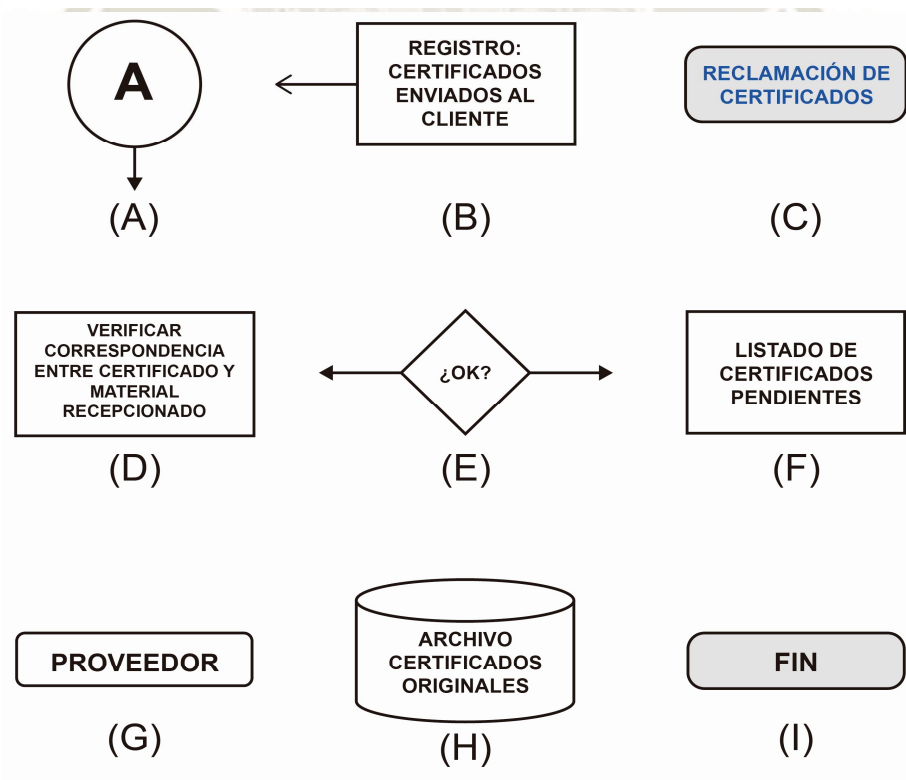 A
REGISTRO:
CERTIFICADOS
ENVIADOS AL
CLIENTE
RECLAMACIÓN DE
CERTIFICADOS
(A)
(B)
(C)
VERIFICAR
CORRESPONDENCIA
ENTRE CERTIFICADO Y
MATERIAL
RECEPCIONADO
¿OK?
LISTADO DE
CERTIFICADOS
PENDIENTES
(D)
(E)
(F)
PROVEEDOR
ARCHIVO
CERTIFICADOS
ORIGINALES
FIN
(G)
(H)
(I)